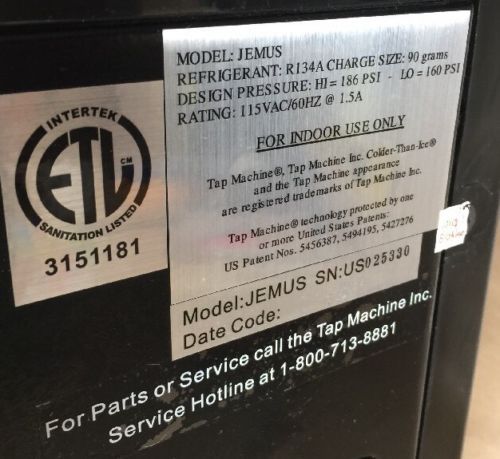 MODEL: JEMUS
REFRIGERANT: R134A CHARGE SIZE: 90 grams
DESIGN PRESSURE: HI = 186 PSI - LO = 160 PSI
RATING: 115VAC/60HZ @ 1.5A
FOR INDOOR USE ONLY
Tap Machine®, Tap Machine Inc. Colder-Than-Ice®
and the Tap Machine appearance
are registered trademarks of Tap Machine Inc.
Tap Machine® technology protected by one
or more United States Patents:
US Patent Nos. 5456387, 5494195, 5427276
INTERTEK
ETL CM
SANITATION LISTED
3151181
Model:JEMUS SN:US025330
Date Code:
For Parts or Service call the Tap Machine Inc.
Service Hotline at 1-800-713-8881